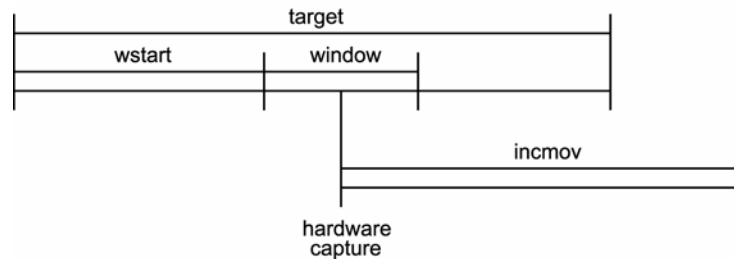 target
wstart window
incmov
hardware
capture